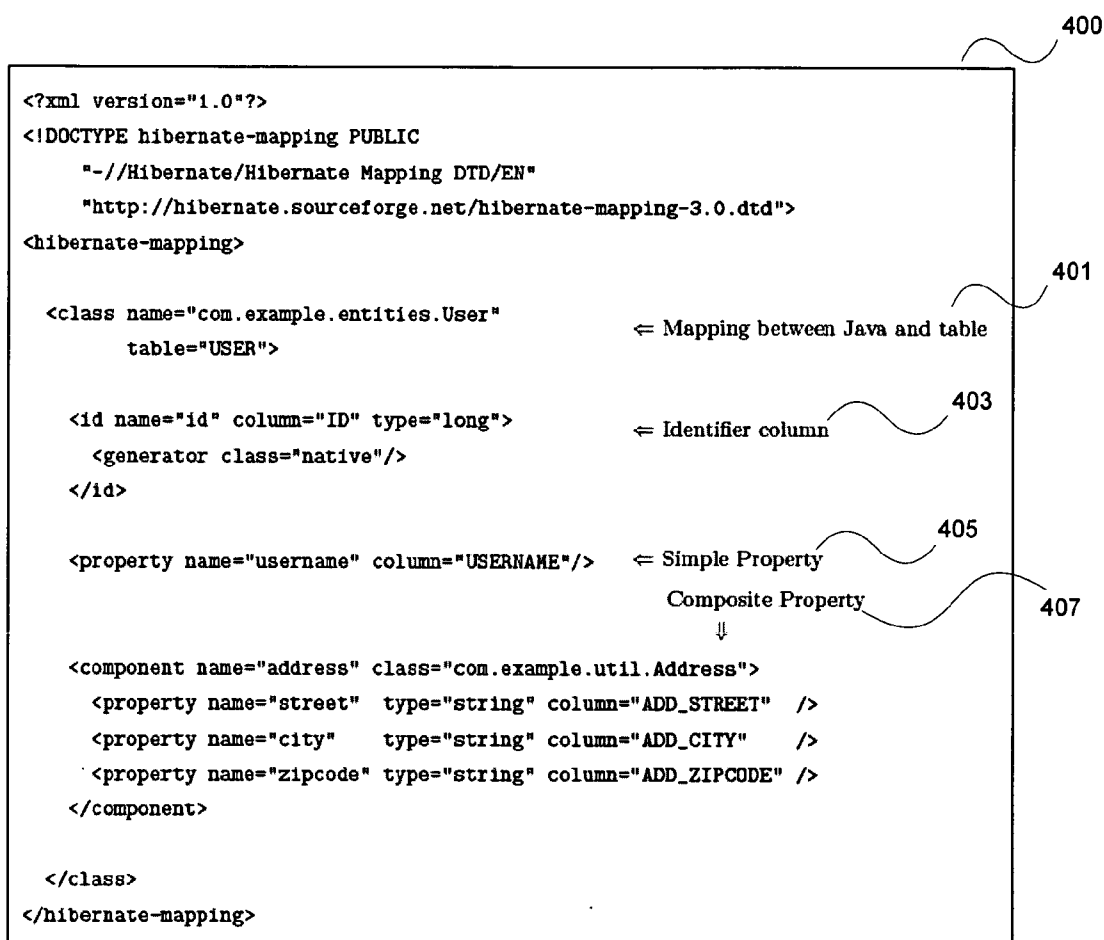 400
<?xml version="1.0"?>
<!DOCTYPE hibernate-mapping PUBLIC
"-//Hibernate/Hibernate Mapping DTD/EN"
"http://hibernate.sourceforge.net/hibernate-mapping-3.0.dtd">
<hibernate-mapping>
401
<class name="com.example.entities.User" ⇐ Mapping between Java and table
table="USER">
403
<id name="id" column="ID" type="long"> ⇐ Identifier column
<generator class="native"/>
</id>
405
<property name="username" column="USERNAME"/> ⇐ Simple Property
Composite Property 407
⇓
<component name="address" class="com.example.util.Address">
<property name="street" type="string" column="ADD_STREET" />
<property name="city" type="string" column="ADD_CITY" />
<property name="zipcode" type="string" column="ADD_ZIPCODE" />
</component>
</class>
</hibernate-mapping>